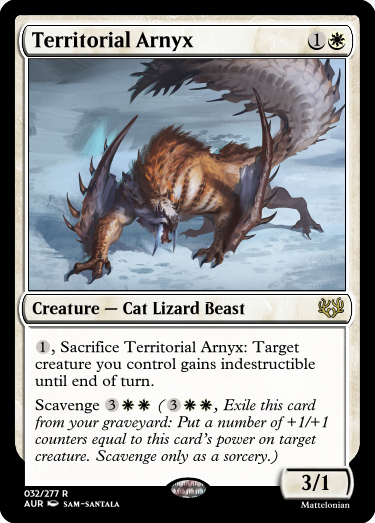 Territorial Arnyx 1
Creature — Cat Lizard Beast
1, Sacrifice Territorial Arnyx: Target
creature you control gains indestructible
until end of turn.
Scavenge 3 (3, Exile this card
from your graveyard: Put a number of +1/+1
counters equal to this card's power on target
creature. Scavenge only as a sorcery.)
3/1
032/277 R
AUR SAM-SANTALA
Mattelonian